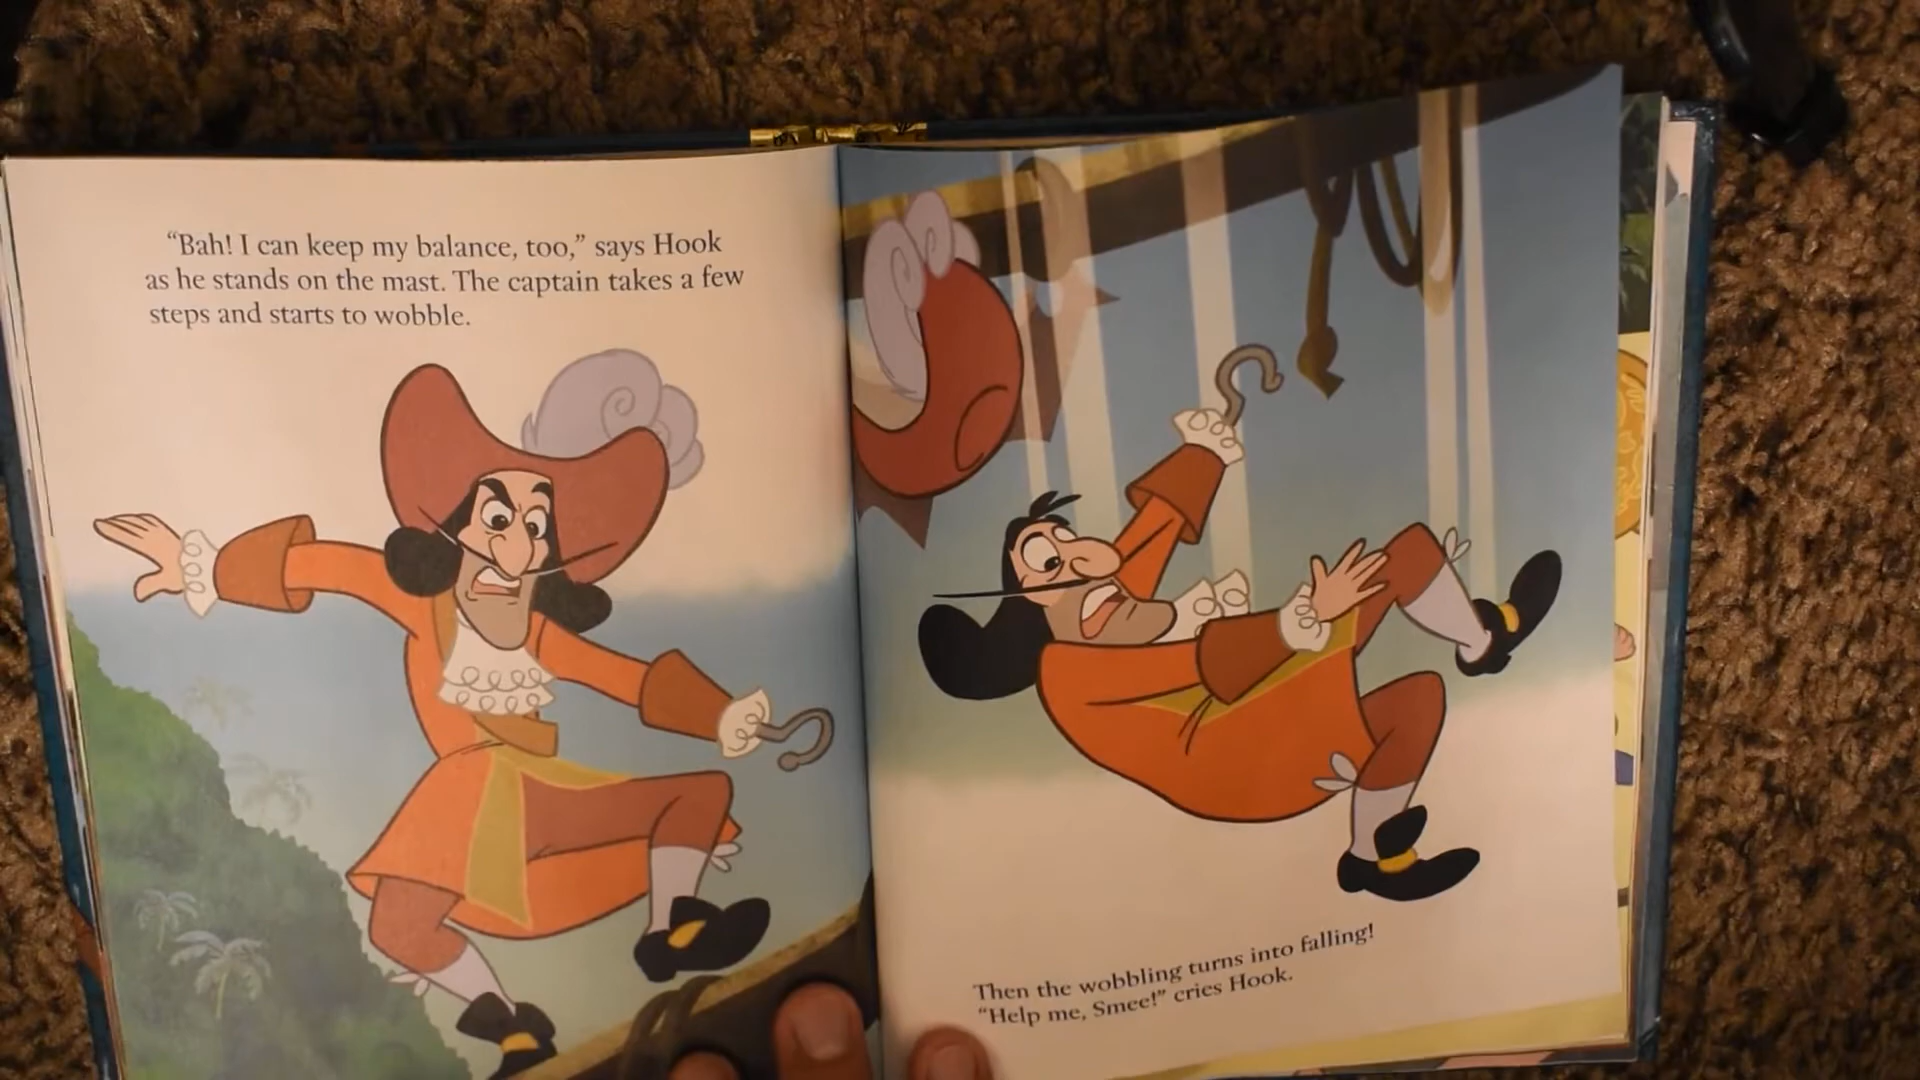 “Bah! I can keep my balance, too,” says Hook
as he stands on the mast. The captain takes a few
steps and starts to wobble.
Then the wobbling turns into falling!
“Help me, Smee!” cries Hook.